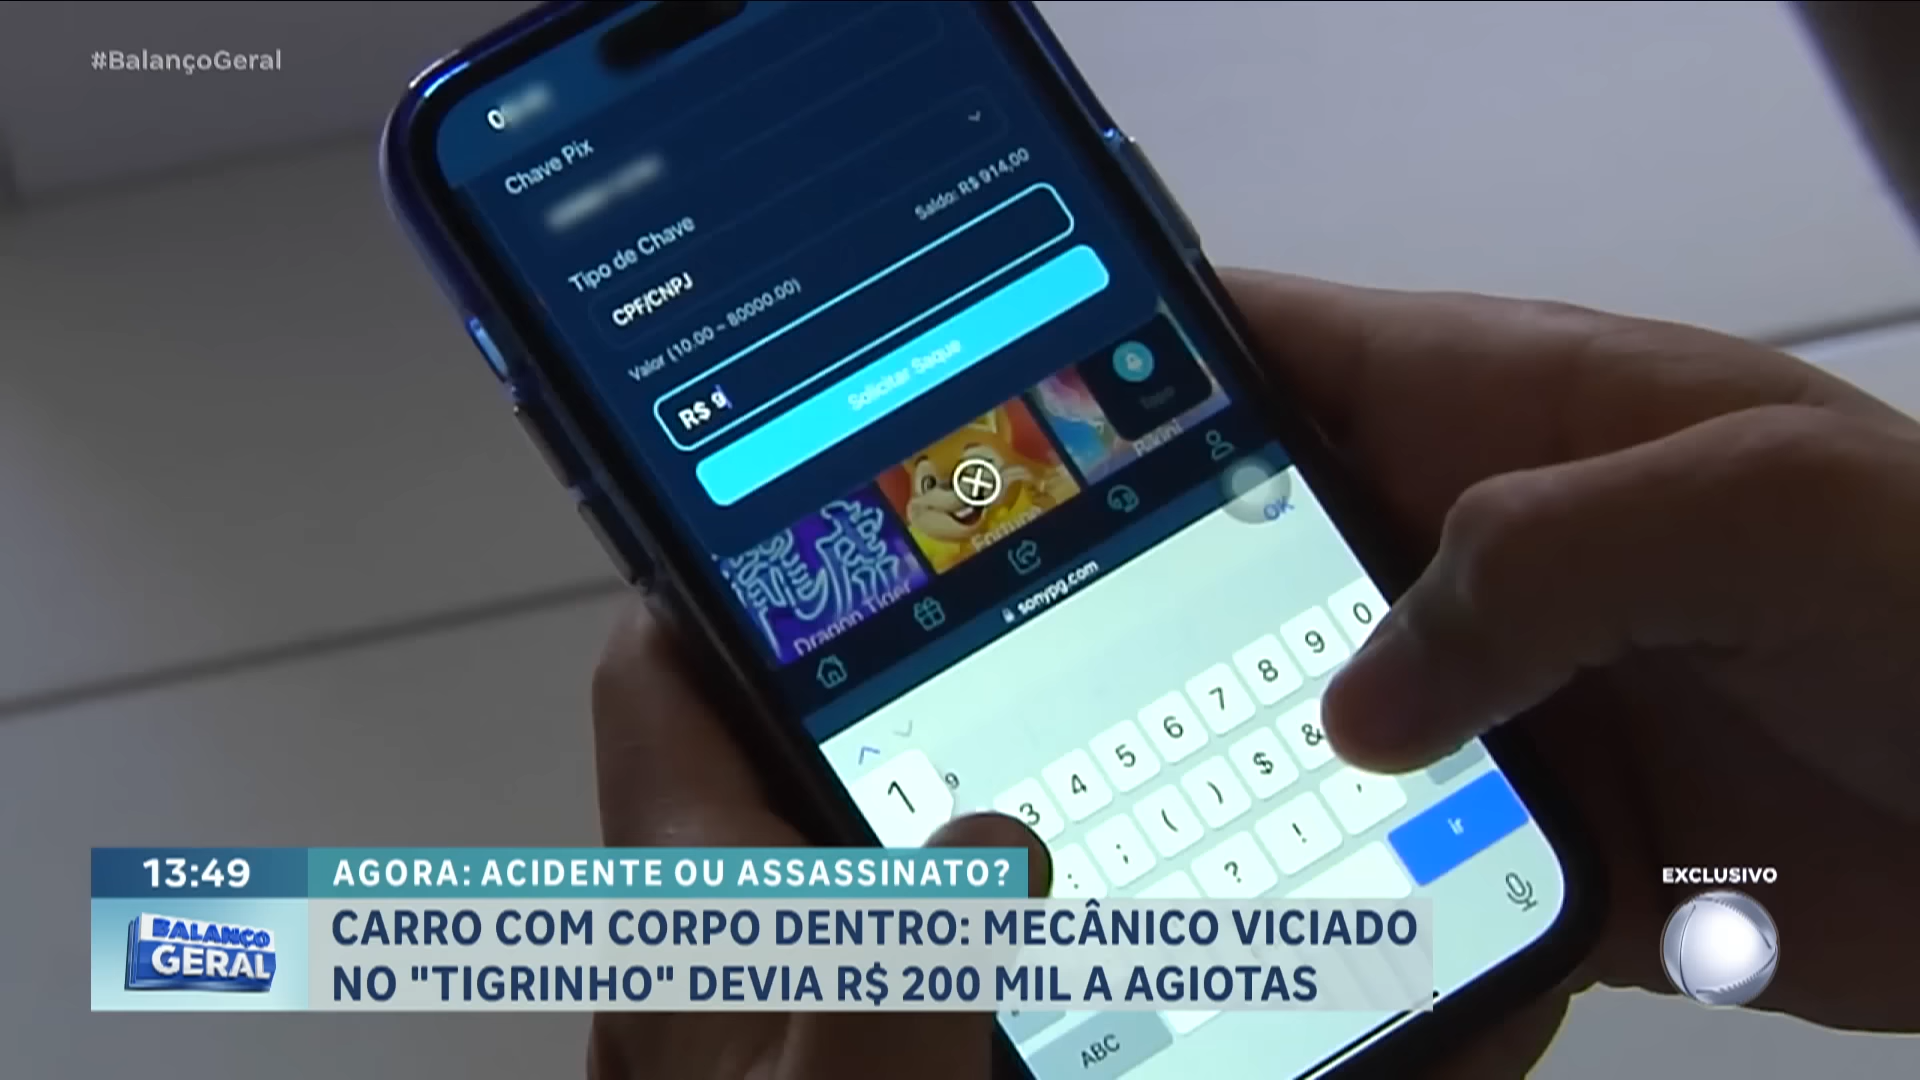 #BalançoGeral
Chave Pix
Tipo de Chave
CPF/CNPJ
Saldo: R$ 914,00
Valor (10.00 – 80000.00)
R$ 9
Solicitar Saque
Dragon Tiger
Fortune
Bikini
sonypg.com
OK
1
3 4 5 6 7 8 9 0
: ; ( ) $ &
? ! '
ABC
ir
13:49
AGORA: ACIDENTE OU ASSASSINATO?
BALANÇO
GERAL
CARRO COM CORPO DENTRO: MECÂNICO VICIADO
NO "TIGRINHO" DEVIA R$ 200 MIL A AGIOTAS
EXCLUSIVO